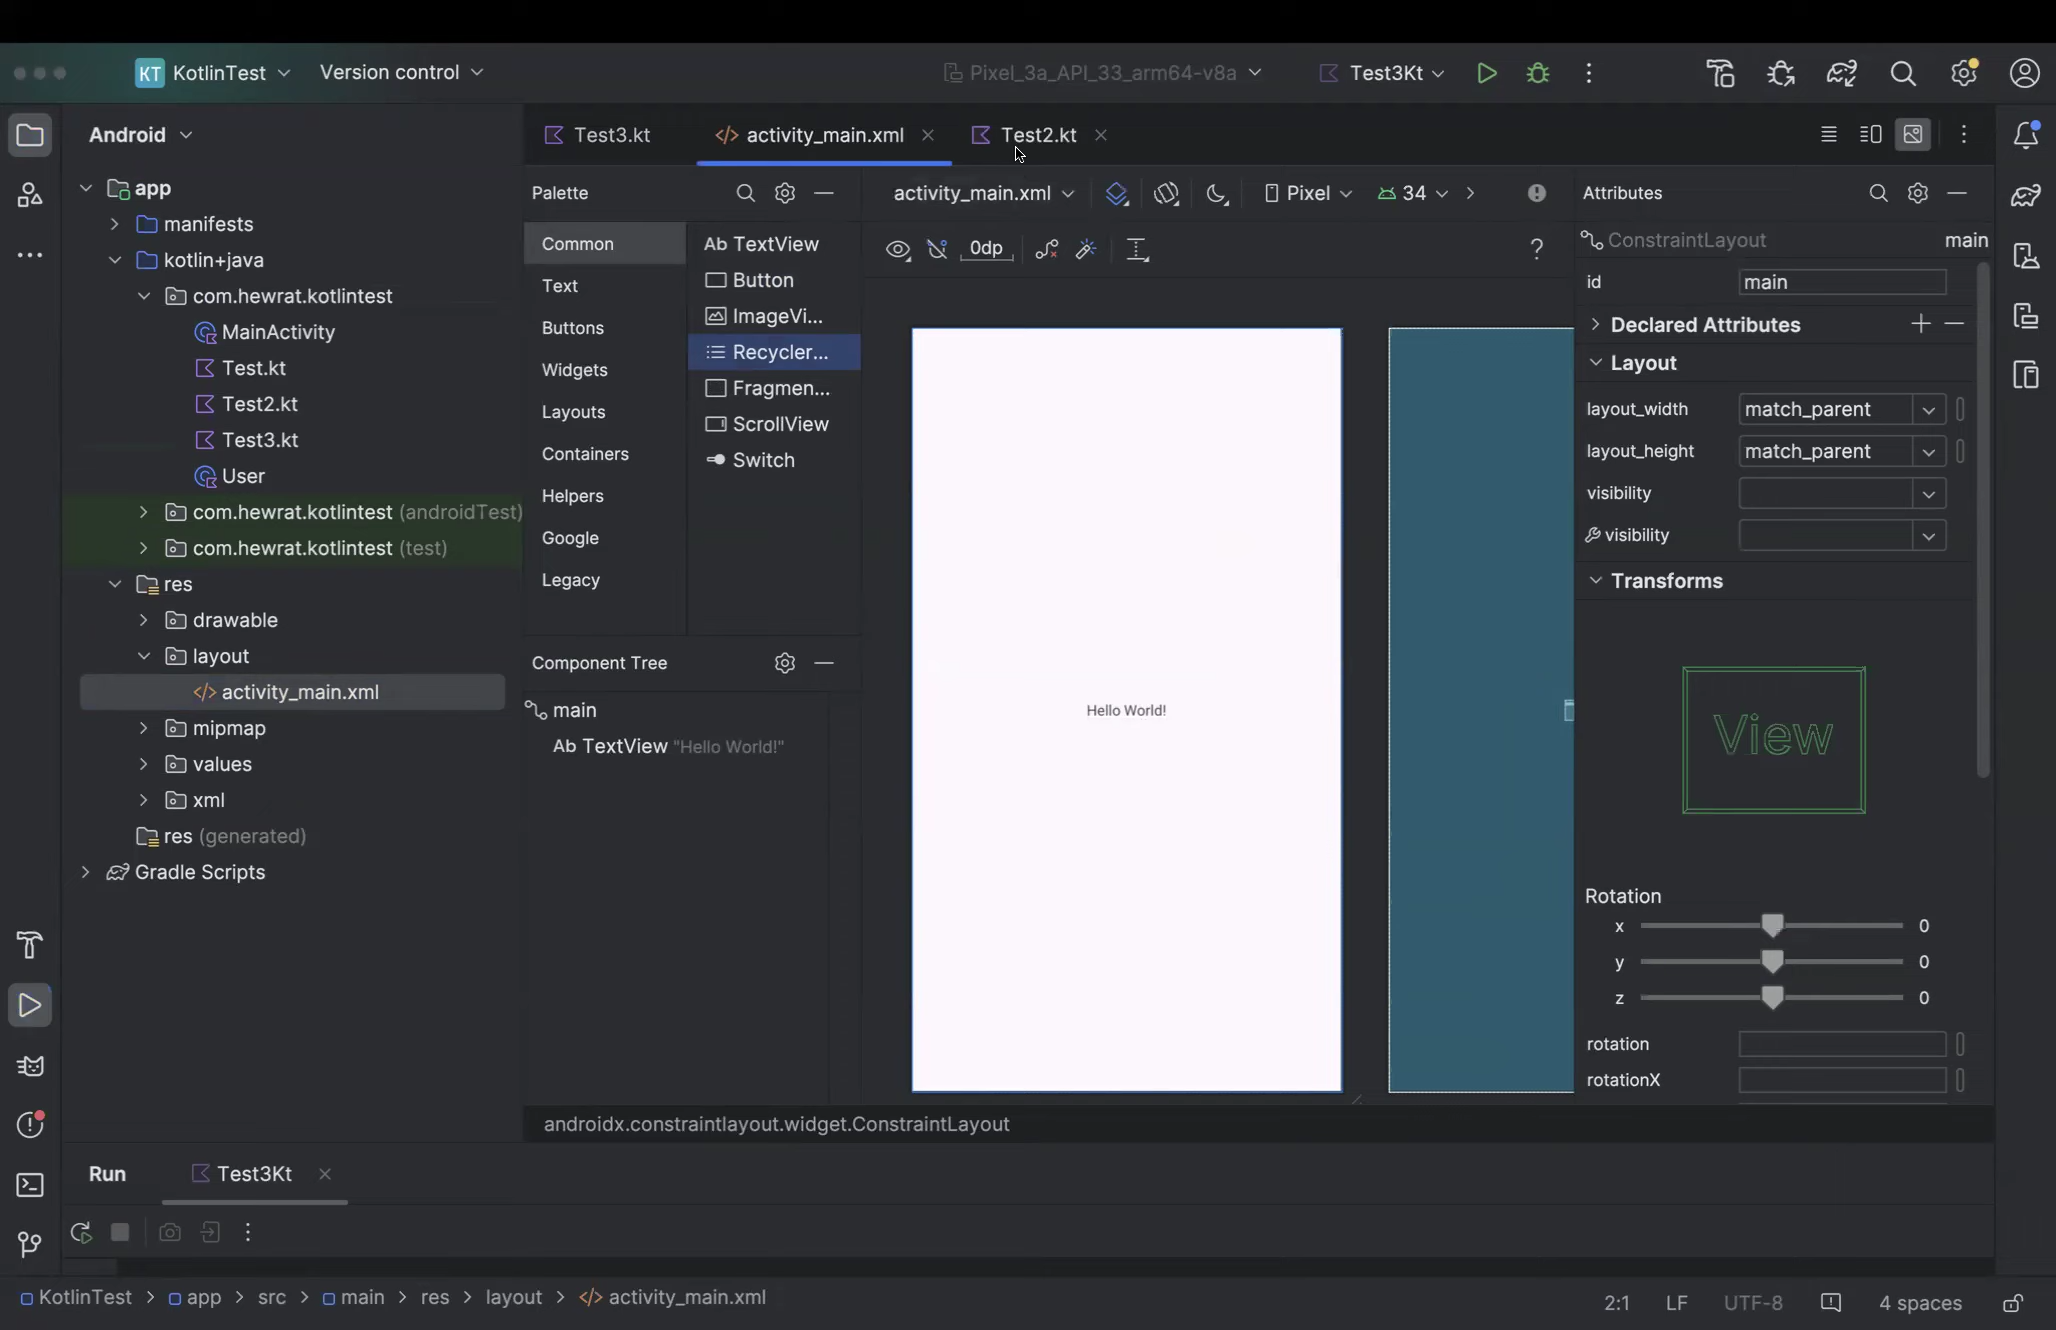 KT KotlinTest Version control Pixel_3a_API_33_arm64-v8a Test3Kt
Android
Test3.kt activity_main.xml Test2.kt
app
manifests
kotlin+java
com.hewrat.kotlintest
MainActivity
Test.kt
Test2.kt
Test3.kt
User
com.hewrat.kotlintest (androidTest)
com.hewrat.kotlintest (test)
res
drawable
layout
activity_main.xml
mipmap
values
xml
res (generated)
Gradle Scripts
Palette
Common
Text
Buttons
Widgets
Layouts
Containers
Helpers
Google
Legacy
Ab TextView
Button
ImageVi...
Recycler...
Fragmen...
ScrollView
Switch
Component Tree
main
Ab TextView "Hello World!"
activity_main.xml Pixel 34
0dp ?
Hello World!
Attributes
ConstraintLayout main
id main
Declared Attributes
Layout
layout_width match_parent
layout_height match_parent
visibility
visibility
Transforms
View
Rotation
x 0
y 0
z 0
rotation
rotationX
androidx.constraintlayout.widget.ConstraintLayout
Run Test3Kt
KotlinTest > app > src > main > res > layout > activity_main.xml 2:1 LF UTF-8 4 spaces